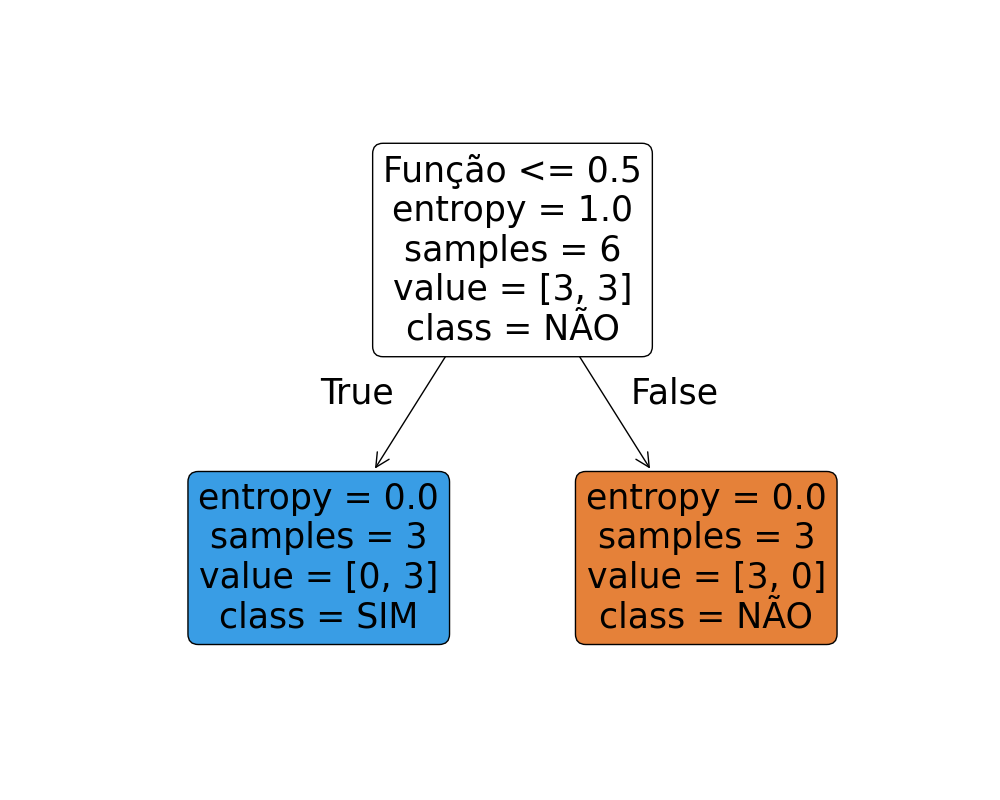 Função <= 0.5
entropy = 1.0
samples = 6
value = [3, 3]
class = NÃO
True
False
entropy = 0.0
samples = 3
value = [0, 3]
class = SIM
entropy = 0.0
samples = 3
value = [3, 0]
class = NÃO